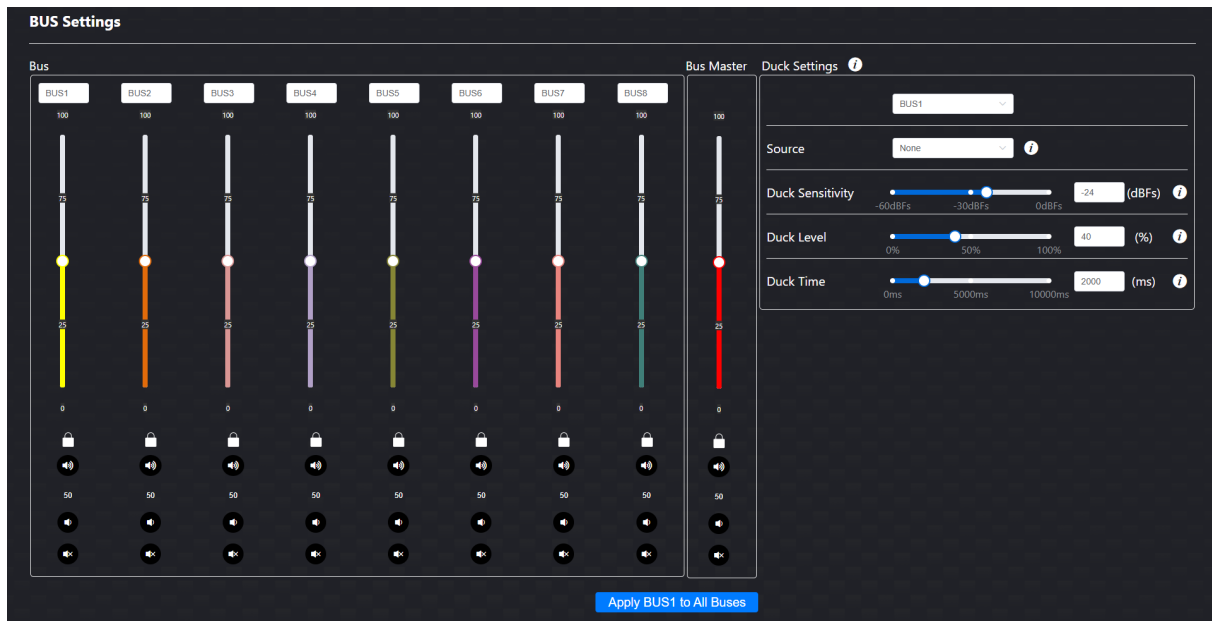 BUS Settings
Bus
Bus Master
Duck Settings i
BUS1 BUS2 BUS3 BUS4 BUS5 BUS6 BUS7 BUS8
100 100 100 100 100 100 100 100 100
75 75 75 75 75 75 75 75 75
25 25 25 25 25 25 25 25 25
0 0 0 0 0 0 0 0 0
50 50 50 50 50 50 50 50 50
BUS1
Source None i
Duck Sensitivity -24 (dBFs) i
-60dBFs -30dBFs 0dBFs
Duck Level 40 (%) i
0% 50% 100%
Duck Time 2000 (ms) i
0ms 5000ms 10000ms
Apply BUS1 to All Buses